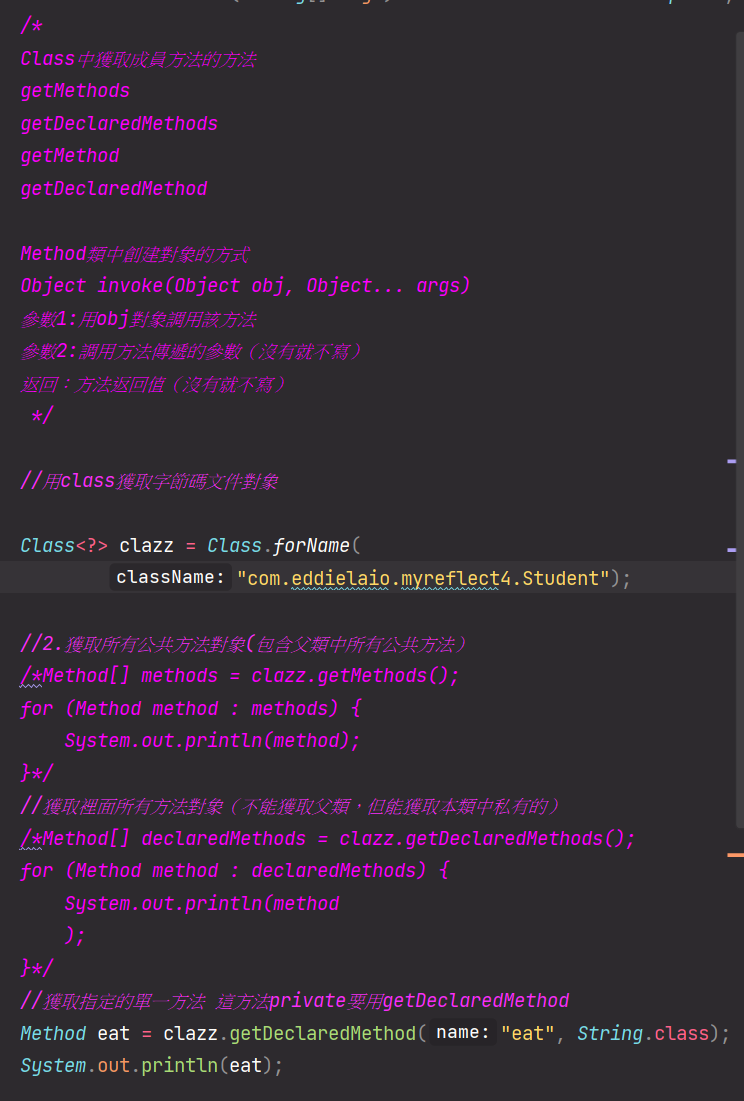 /*
Class中獲取成員方法的方法
getMethods
getDeclaredMethods
getMethod
getDeclaredMethod
Method類中創建對象的方式
Object invoke(Object obj, Object... args)
參數1:用obj對象調用該方法
參數2:調用方法傳遞的參數（沒有就不寫）
返回：方法返回值（沒有就不寫）
*/
//用class獲取字節碼文件對象
Class<?> clazz = Class.forName(
className: "com.eddielaio.myreflect4.Student");
//2.獲取所有公共方法對象(包含父類中所有公共方法）
/*Method[] methods = clazz.getMethods();
for (Method method : methods) {
System.out.println(method);
}*/
//獲取裡面所有方法對象（不能獲取父類，但能獲取本類中私有的）
/*Method[] declaredMethods = clazz.getDeclaredMethods();
for (Method method : declaredMethods) {
System.out.println(method
);
}*/
//獲取指定的單一方法 這方法private要用getDeclaredMethod
Method eat = clazz.getDeclaredMethod( name: "eat", String.class);
System.out.println(eat);